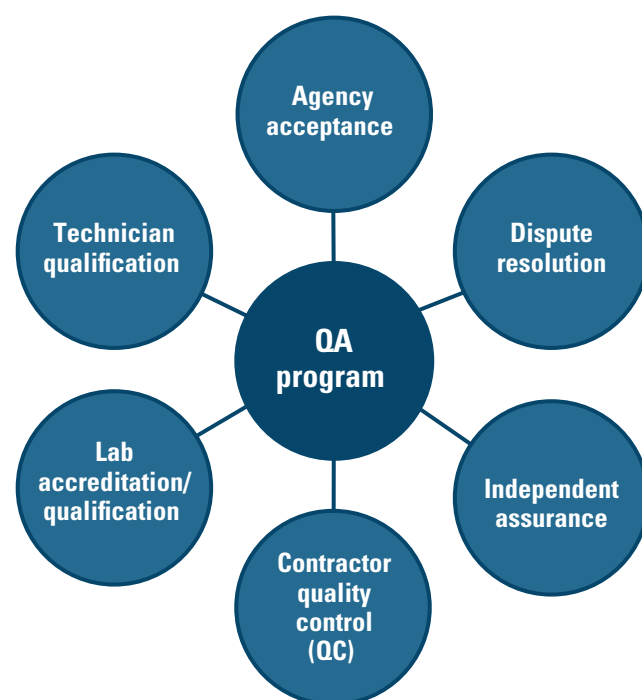 Agency
acceptance
Technician
qualification
Dispute
resolution
QA
program
Lab
accreditation/
qualification
Independent
assurance
Contractor
quality
control
(QC)